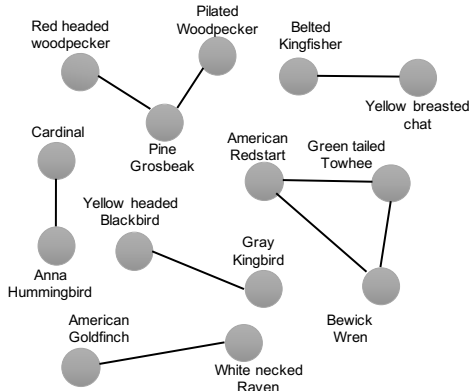 Red headed
woodpecker
Pilated
Woodpecker
Belted
Kingfisher
Yellow breasted
chat
Pine
Grosbeak
Cardinal
American
Redstart
Green tailed
Towhee
Yellow headed
Blackbird
Gray
Kingbird
Anna
Hummingbird
Bewick
Wren
American
Goldfinch
White necked
Raven